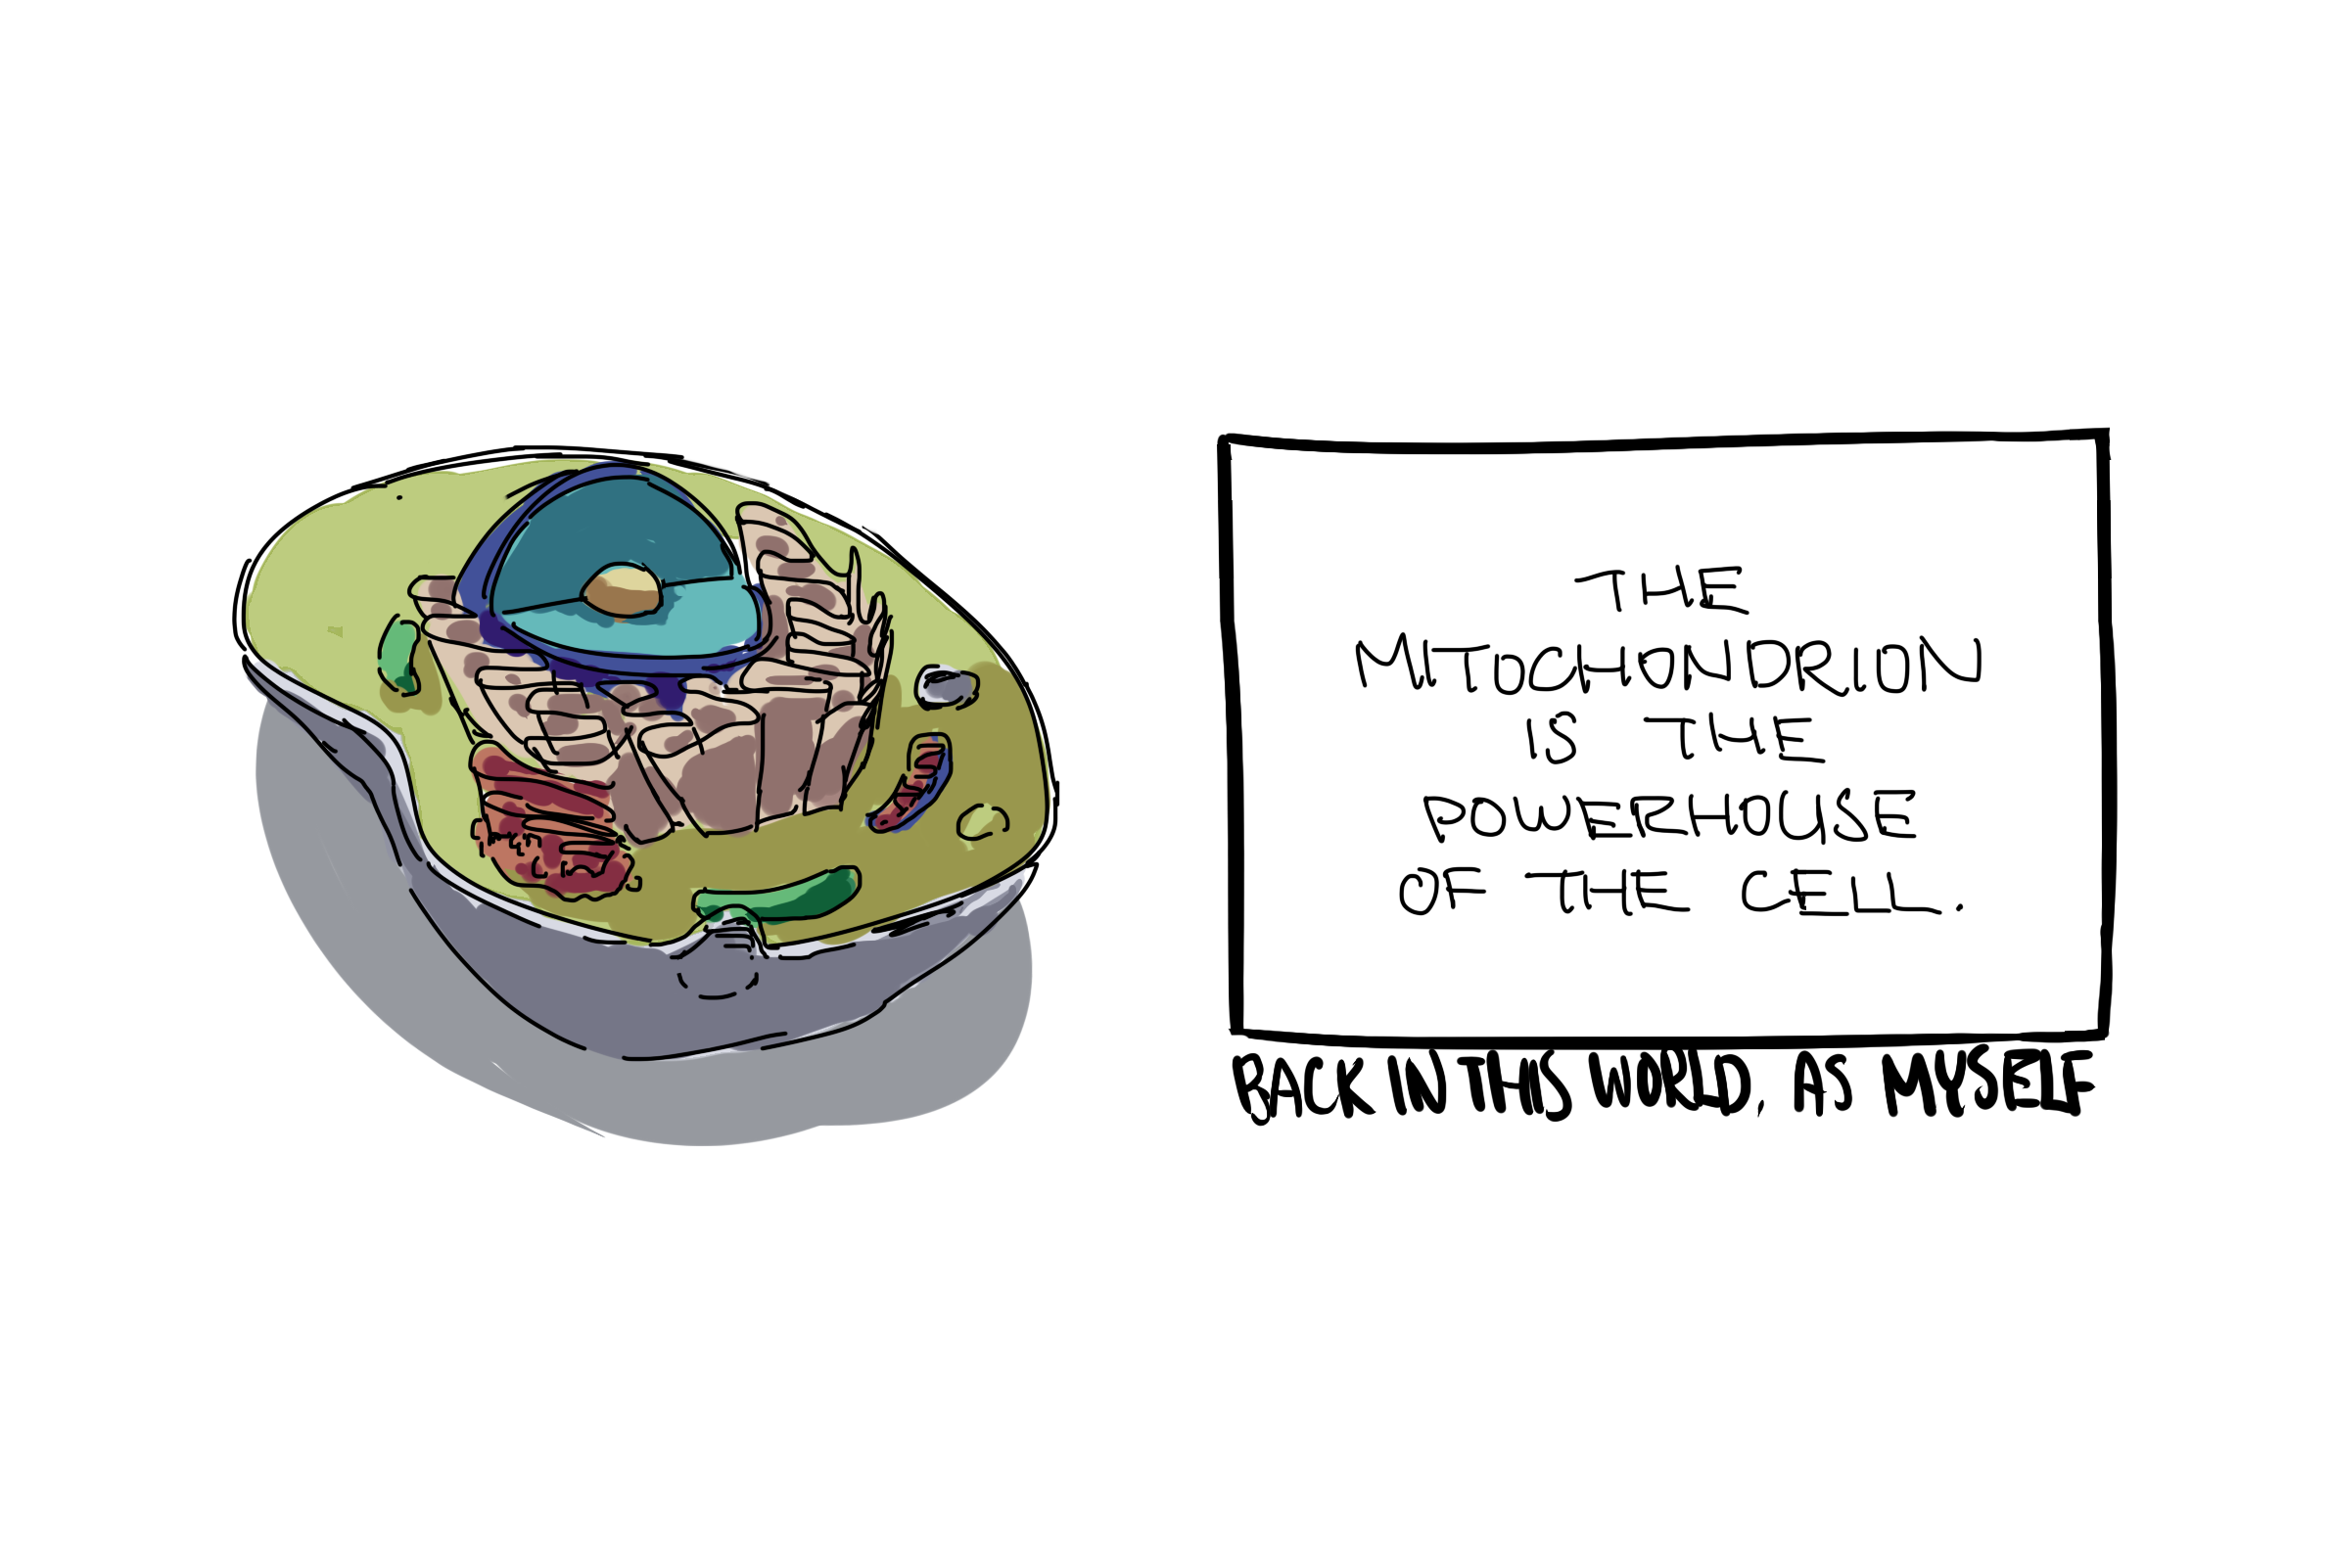 THE
MITOCHONDRION
IS THE
POWERHOUSE
OF THE CELL.
BACK IN THIS WORLD, AS MYSELF